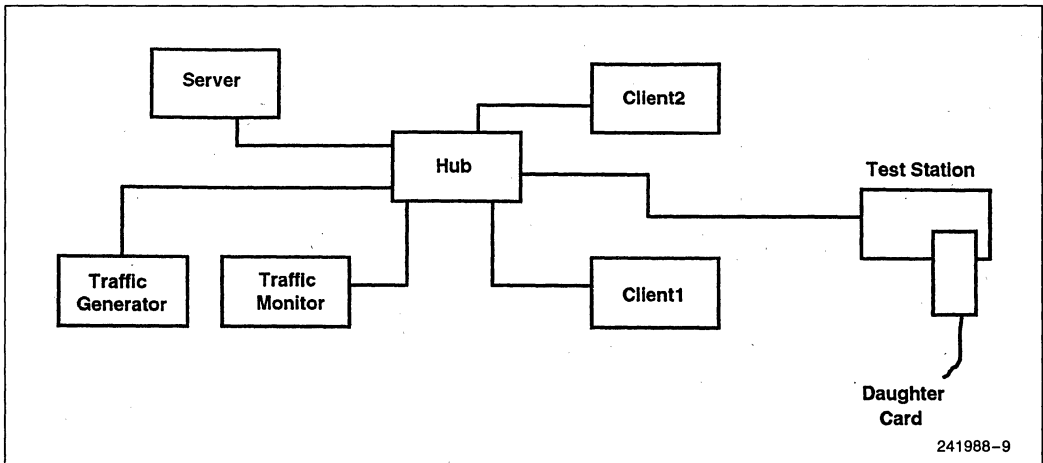 Server
Client2
Hub
Test Station
Traffic
Generator
Traffic
Monitor
Client1
Daughter
Card
241988-9